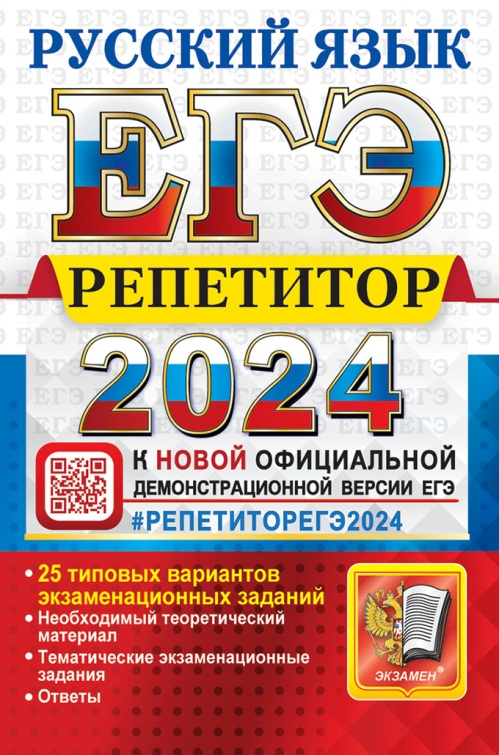 РУССКИЙ ЯЗЫК
ЕГЭ
РЕПЕТИТОР
2024
К НОВОЙ ОФИЦИАЛЬНОЙ
ДЕМОНСТРАЦИОННОЙ ВЕРСИИ ЕГЭ
#РЕПЕТИТОРЕГЭ2024
• 25 типовых вариантов
экзаменационных заданий
• Необходимый теоретический
материал
• Тематические экзаменационные
задания
• Ответы
ЭКЗАМЕН®